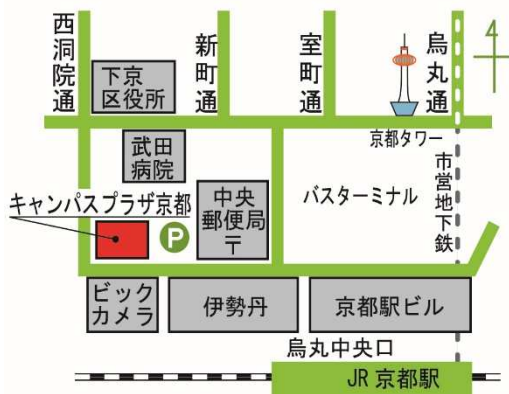 西洞院通
新町通
室町通
烏丸通
4
下京
区役所
京都タワー
武田
病院
市営地下鉄
キャンパスプラザ京都
P
中央
郵便局
〒
バスターミナル
ビック
カメラ
伊勢丹
京都駅ビル
烏丸中央口
JR 京都駅